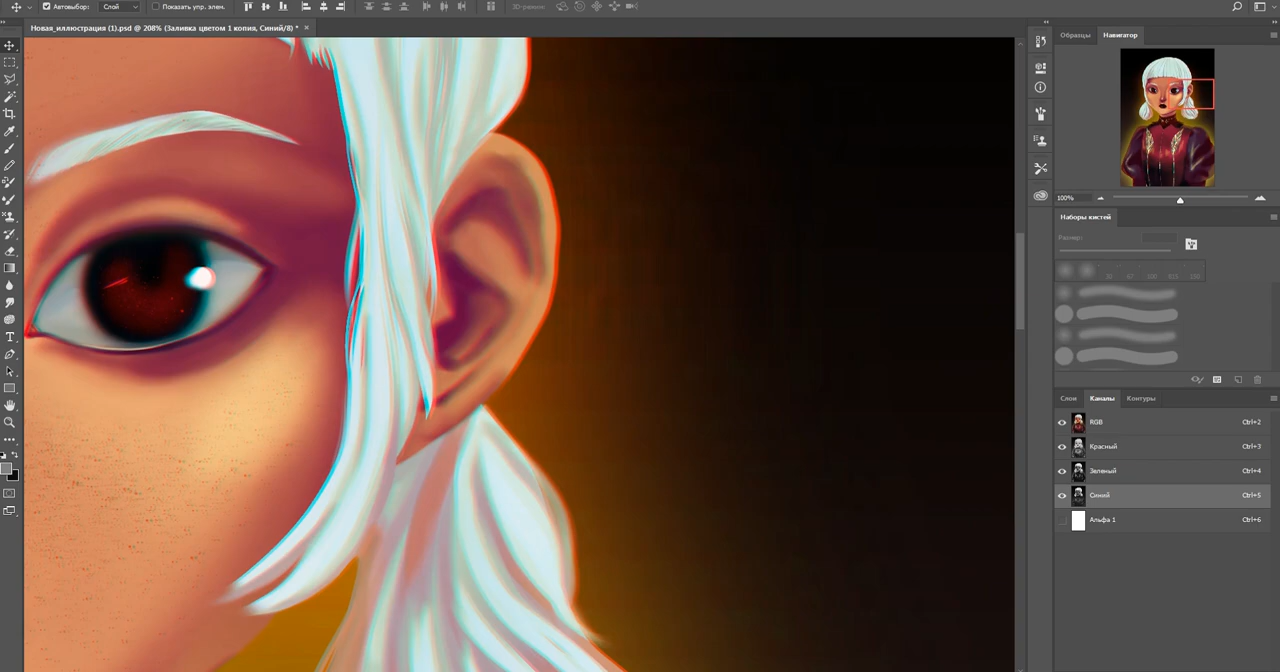 Автовыбор: Слой Показать упр. элем. 3D-режим:
Новая_иллюстрация (1).psd @ 208% (Заливка цветом 1 копия, Синий/8) * ×
Образцы Навигатор
100%
Наборы кистей
Размер:
Слои Каналы Контуры
RGB Ctrl+2
Красный Ctrl+3
Зеленый Ctrl+4
Синий Ctrl+5
Альфа 1 Ctrl+6